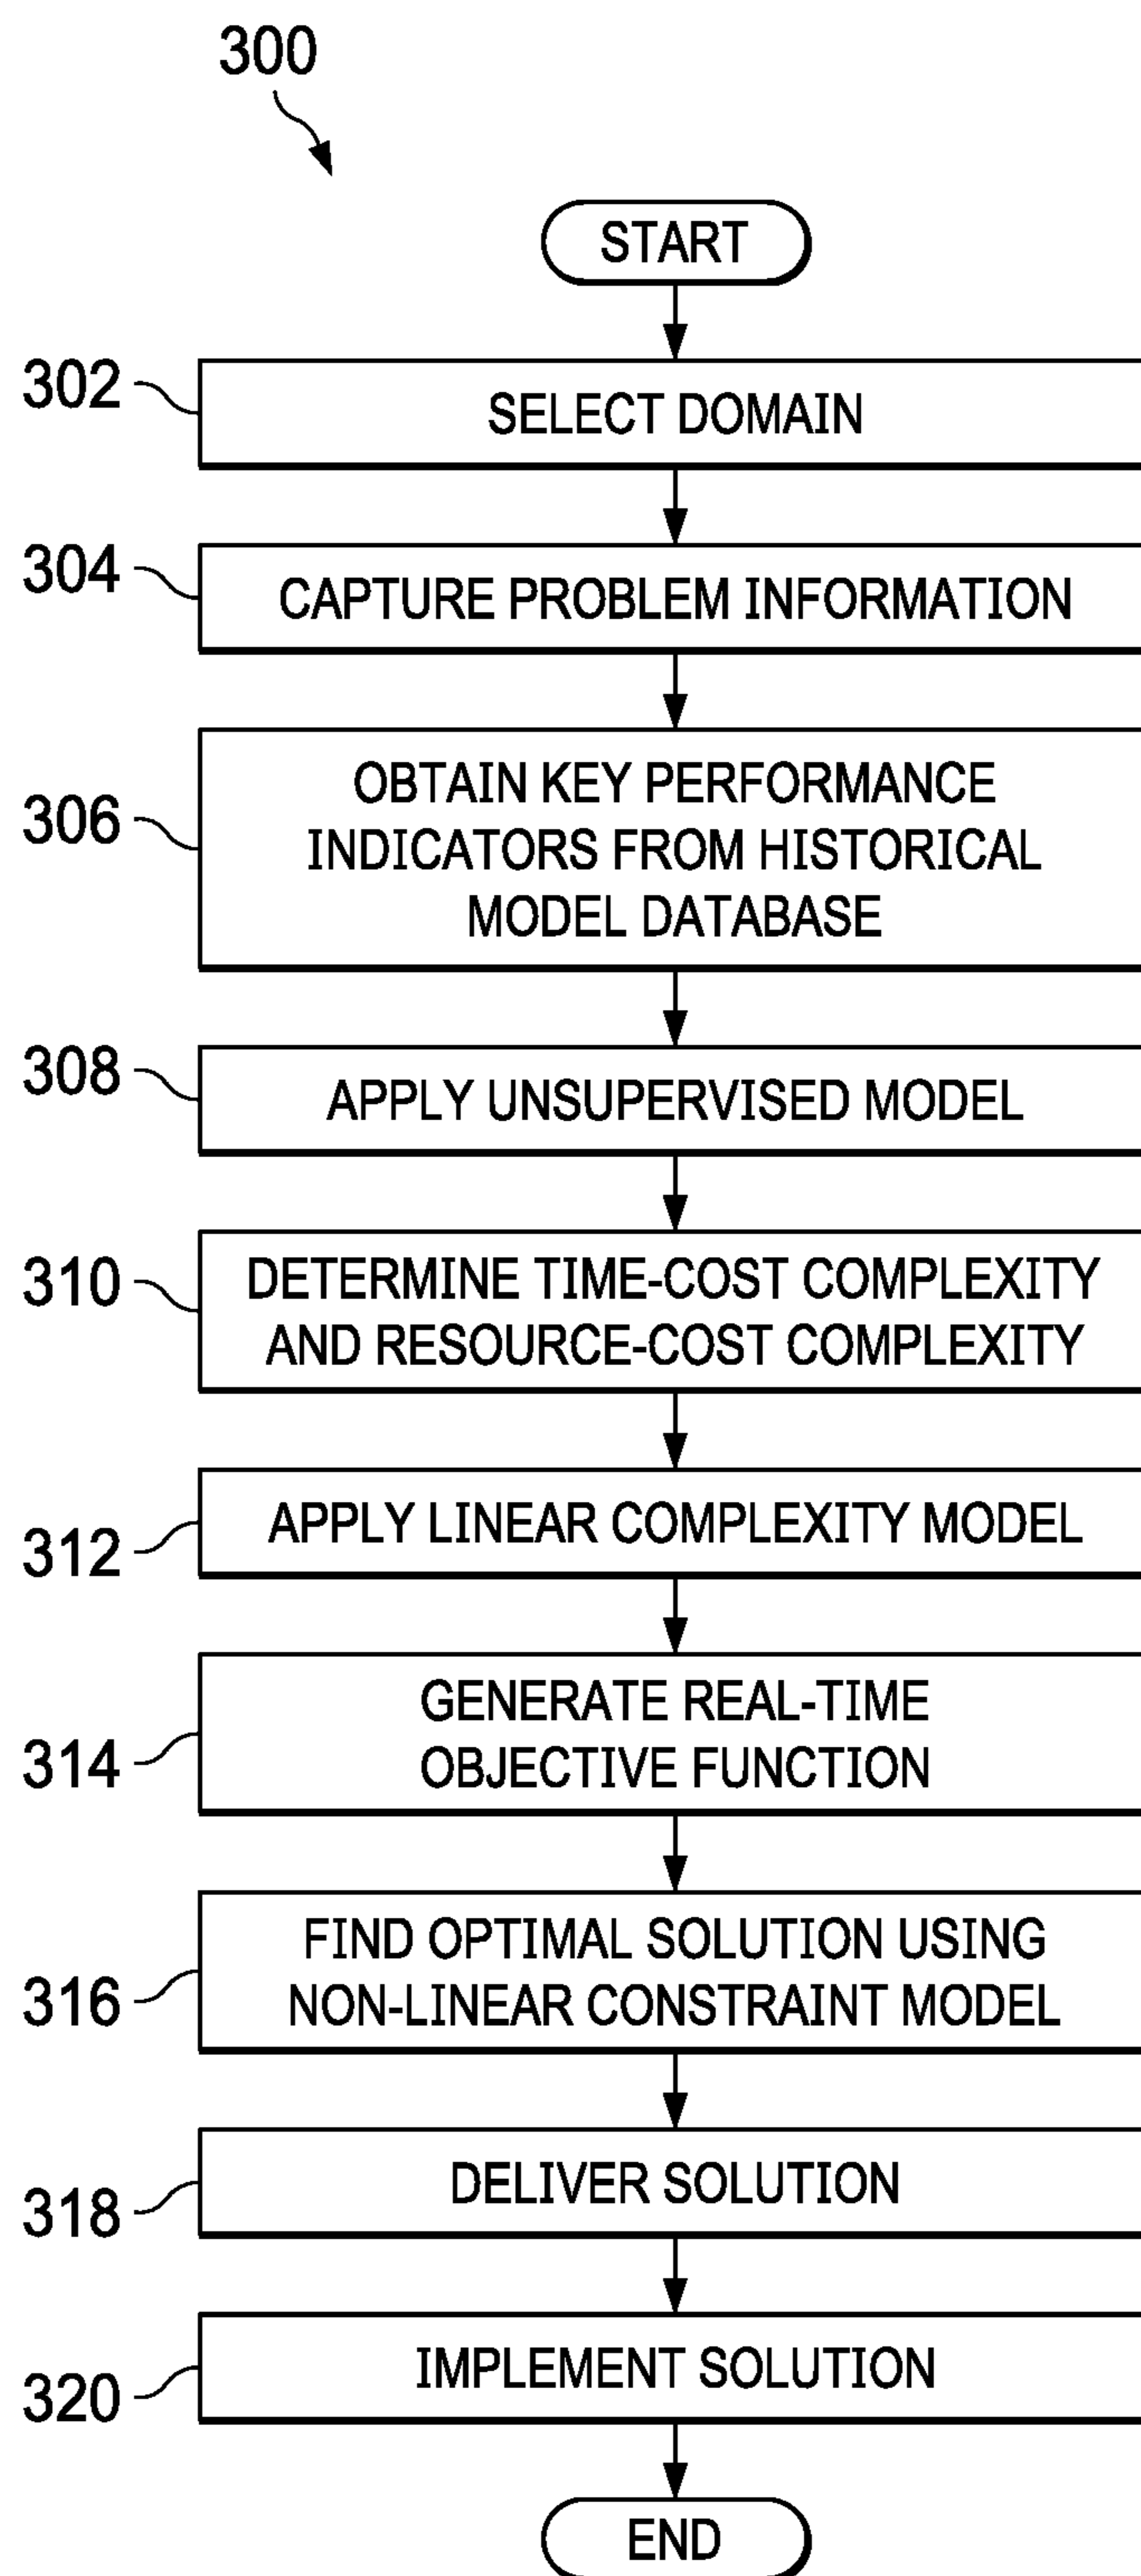 300
START
302
SELECT DOMAIN
304
CAPTURE PROBLEM INFORMATION
306
OBTAIN KEY PERFORMANCE
INDICATORS FROM HISTORICAL
MODEL DATABASE
308
APPLY UNSUPERVISED MODEL
310
DETERMINE TIME-COST COMPLEXITY
AND RESOURCE-COST COMPLEXITY
312
APPLY LINEAR COMPLEXITY MODEL
314
GENERATE REAL-TIME
OBJECTIVE FUNCTION
316
FIND OPTIMAL SOLUTION USING
NON-LINEAR CONSTRAINT MODEL
318
DELIVER SOLUTION
320
IMPLEMENT SOLUTION
END